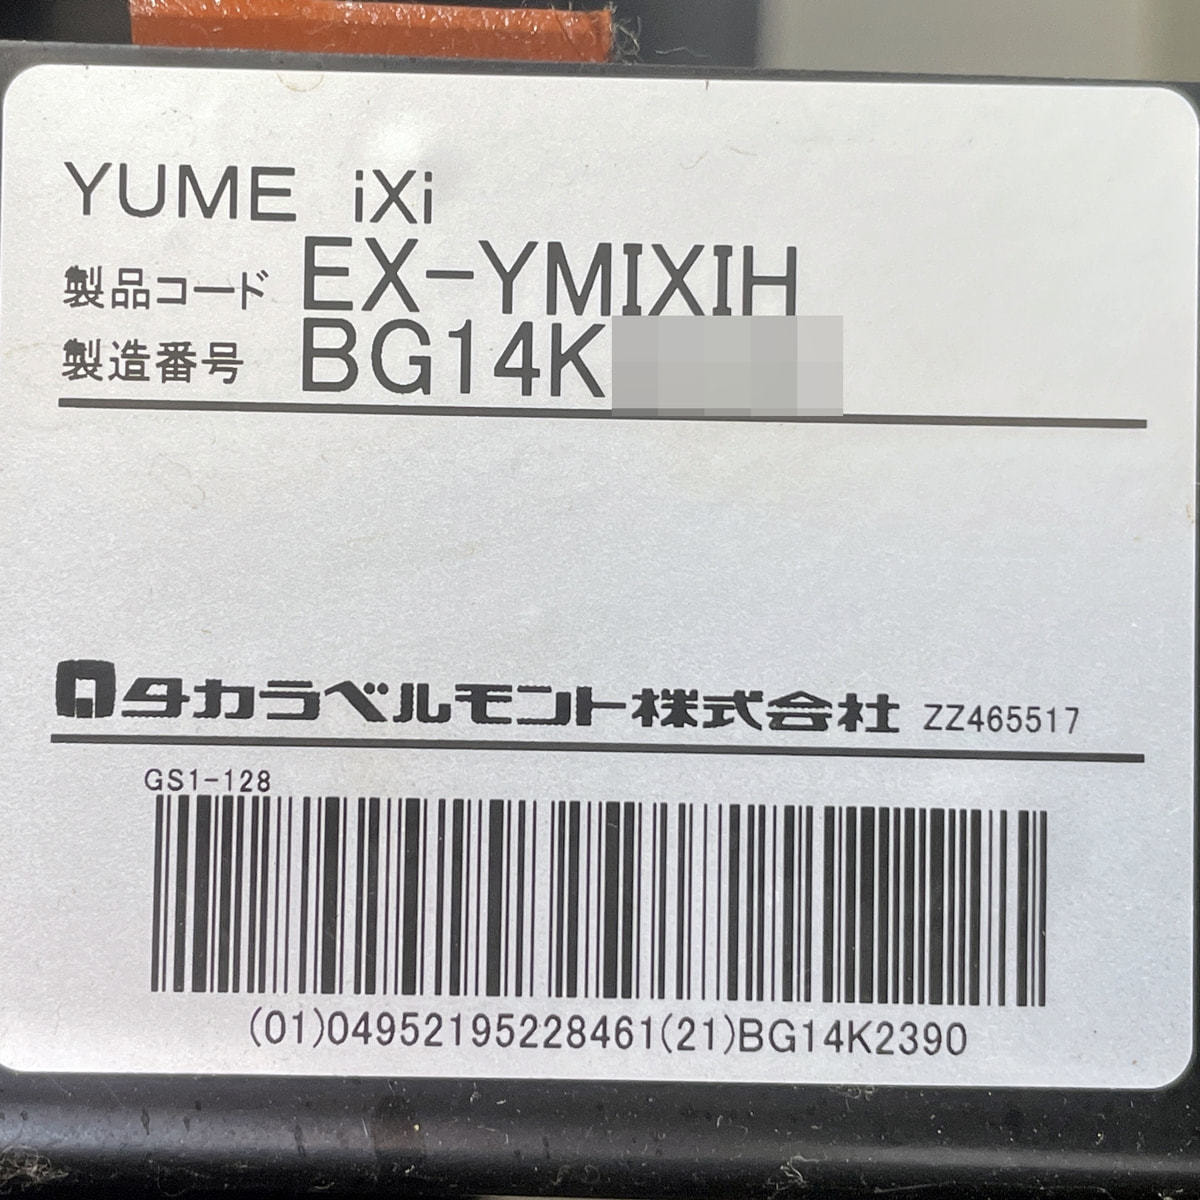 YUME iXi
製品コード EX-YMIXIH
製造番号 BG14K
タカラベルモント株式会社 ZZ465517
GS1-128
(01)04952195228461(21)BG14K2390